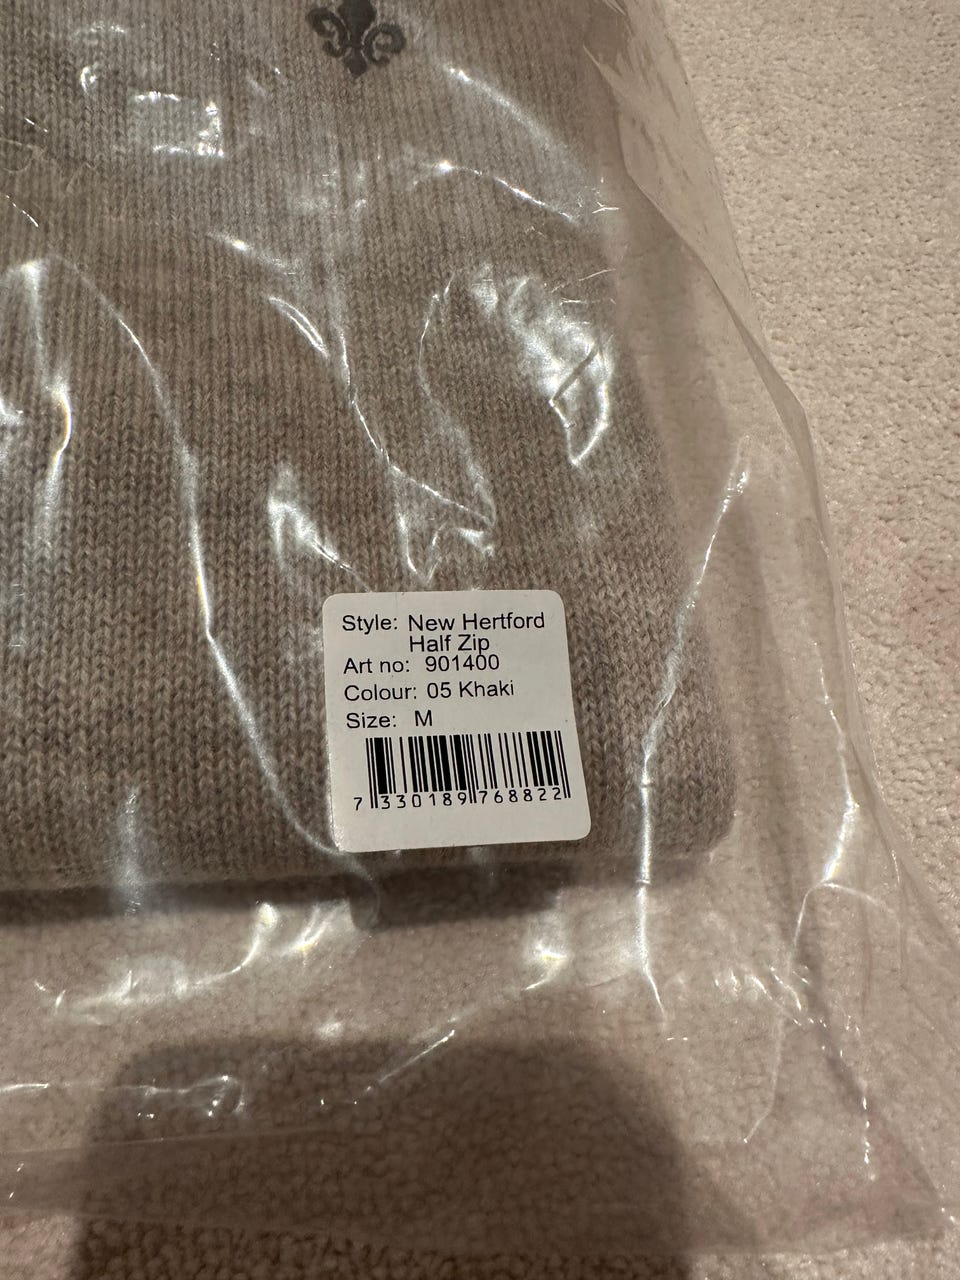 Style: New Hertford
Half Zip
Art no: 901400
Colour: 05 Khaki
Size: M
7 330189 768822